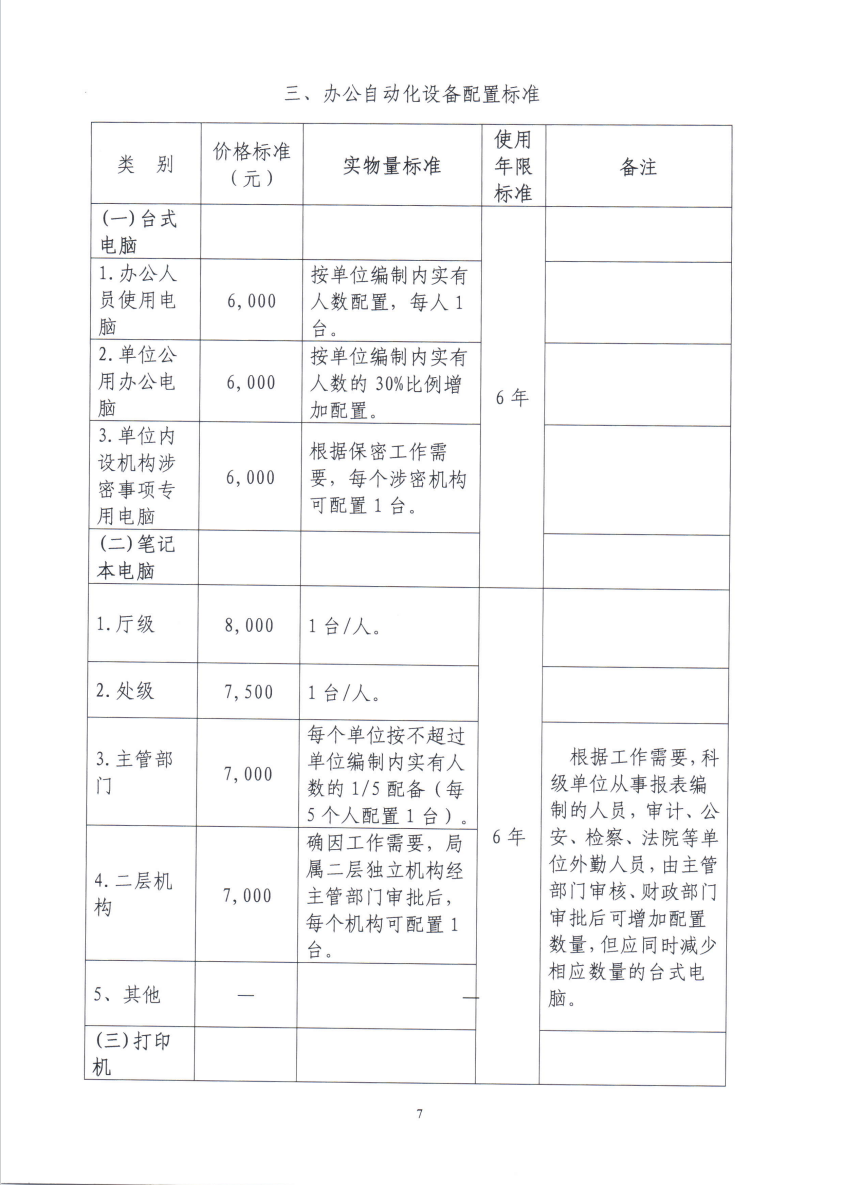 三、办公自动化设备配置标准
类 别
价格标准
（元）
实物量标准
使用
年限
标准
备注
(一)台式
电脑
1.办公人
员使用电
脑
6,000
按单位编制内实有
人数配置，每人 1
台。
2.单位公
用办公电
脑
6,000
按单位编制内实有
人数的 30%比例增
加配置。
3.单位内
设机构涉
密事项专
用电脑
6,000
根据保密工作需
要，每个涉密机构
可配置 1 台。
6 年
(二)笔记
本电脑
1.厅级
8,000
1 台/人。
2.处级
7,500
1 台/人。
3.主管部
门
7,000
每个单位按不超过
单位编制内实有人
数的 1/5 配备（每
5 个人配置 1 台）。
4.二层机
构
7,000
确因工作需要，局
属二层独立机构经
主管部门审批后，
每个机构可配置 1
台。
5、其他
—
—
6 年
根据工作需要,科
级单位从事报表编
制的人员，审计、公
安、检察、法院等单
位外勤人员,由主管
部门审核、财政部门
审批后可增加配置
数量,但应同时减少
相应数量的台式电
脑。
(三)打印
机
7